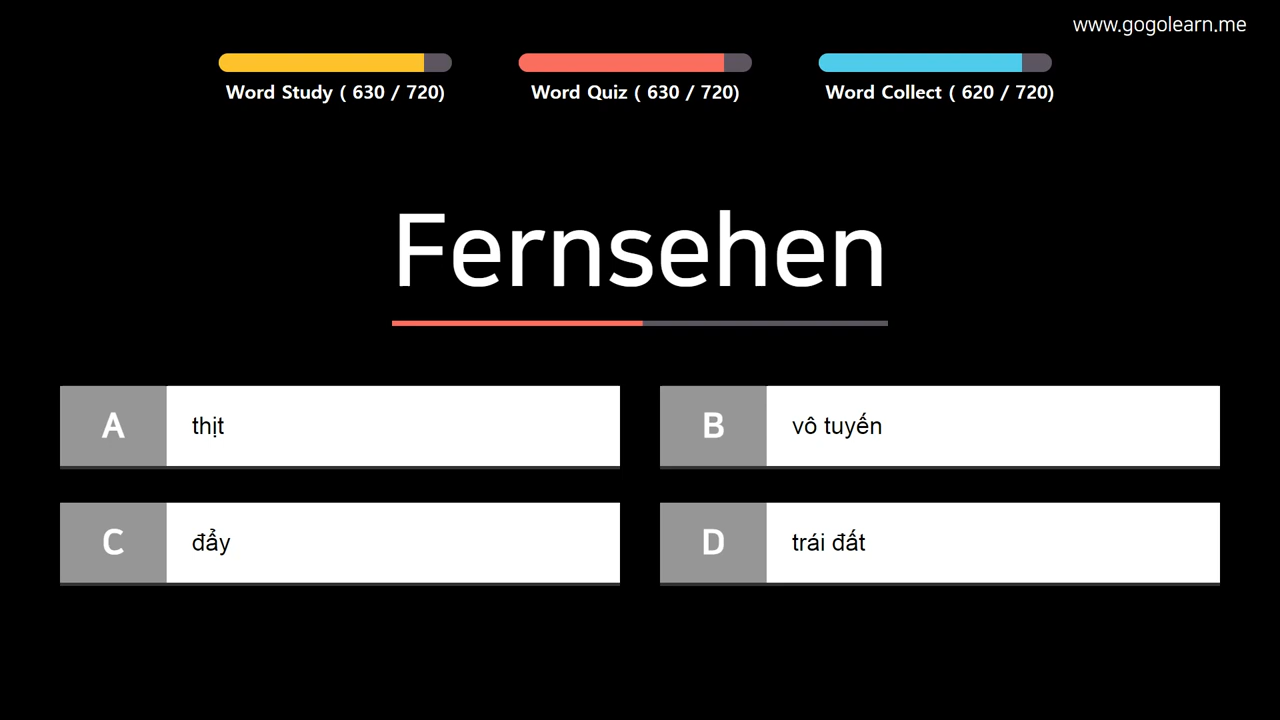 www.gogolearn.me
Word Study ( 630 / 720)
Word Quiz ( 630 / 720)
Word Collect ( 620 / 720)
Fernsehen
A thịt
B vô tuyến
C đẩy
D trái đất